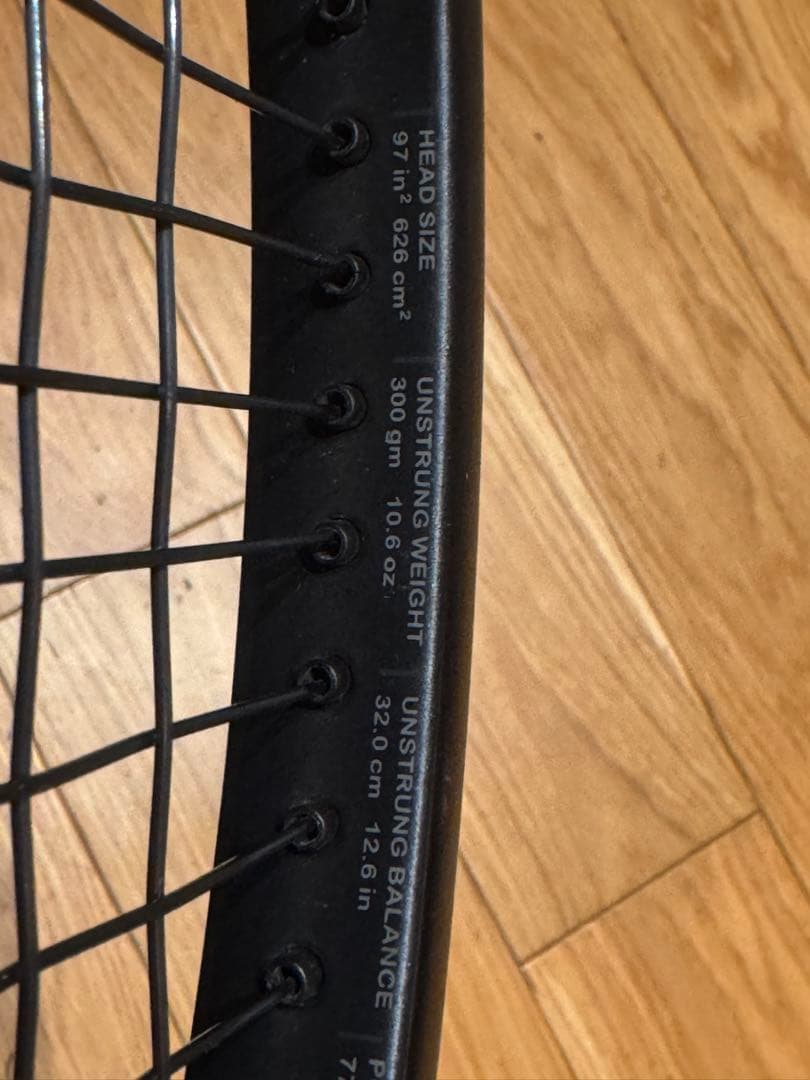 HEAD SIZE
97 in² 626 cm²
UNSTRUNG WEIGHT
300 gm 10.6 oz
UNSTRUNG BALANCE
32.0 cm 12.6 in